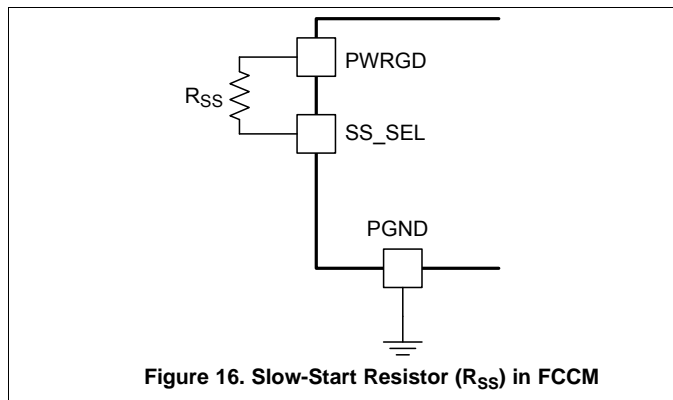 PWRGD
RSS
SS_SEL
PGND
Figure 16. Slow-Start Resistor (RSS) in FCCM